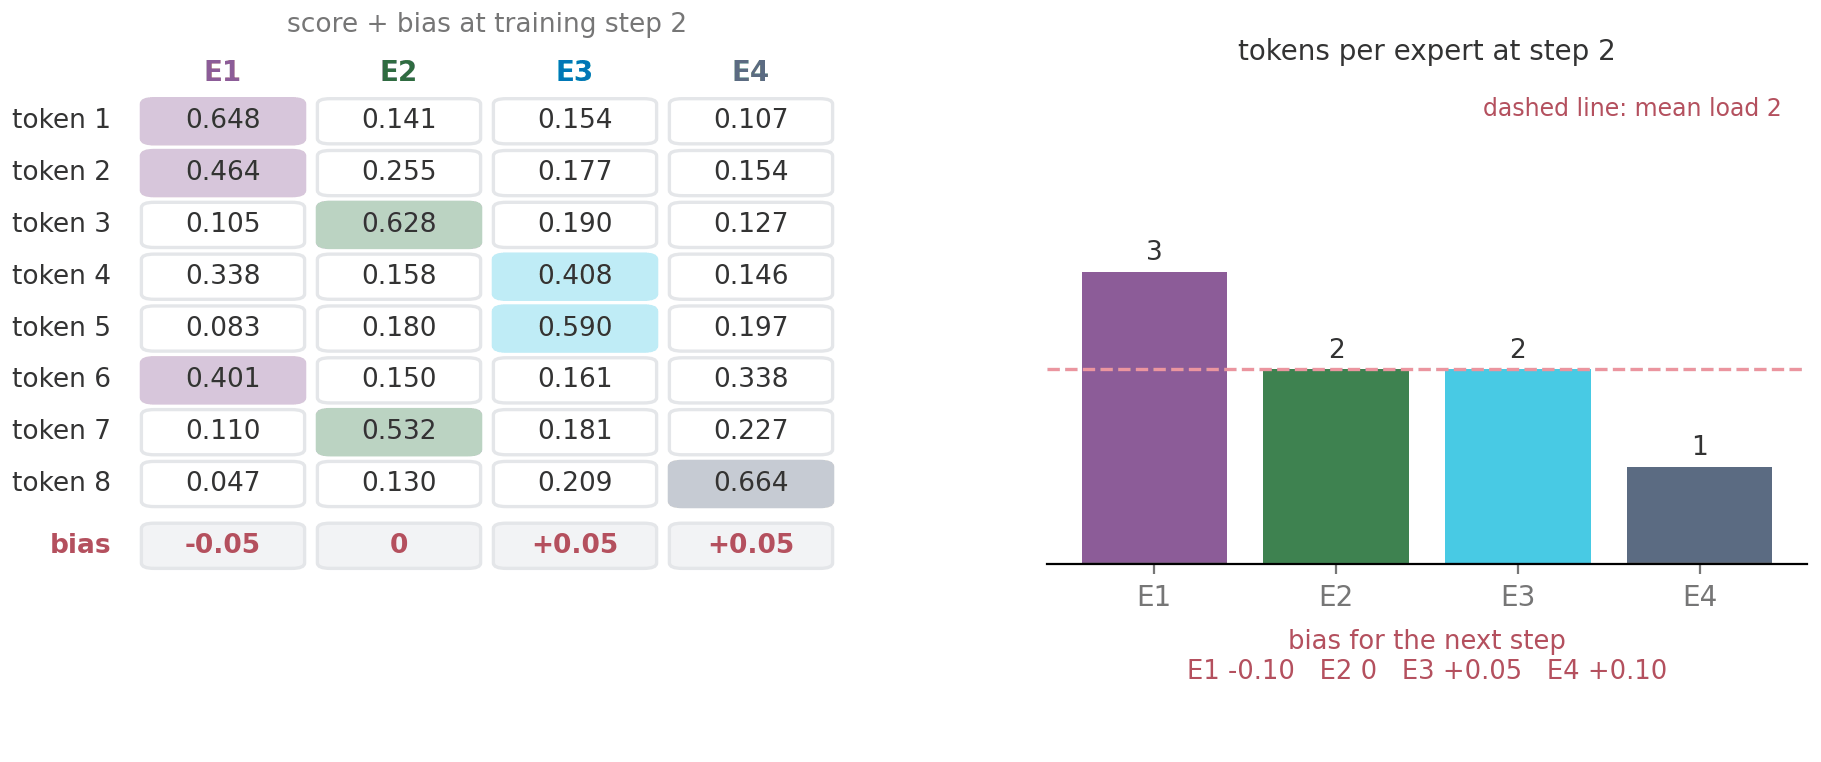 score + bias at training step 2
E1 E2 E3 E4
token 1 0.648 0.141 0.154 0.107
token 2 0.464 0.255 0.177 0.154
token 3 0.105 0.628 0.190 0.127
token 4 0.338 0.158 0.408 0.146
token 5 0.083 0.180 0.590 0.197
token 6 0.401 0.150 0.161 0.338
token 7 0.110 0.532 0.181 0.227
token 8 0.047 0.130 0.209 0.664
bias -0.05 0 +0.05 +0.05
tokens per expert at step 2
dashed line: mean load 2
3
2 2
1
E1 E2 E3 E4
bias for the next step
E1 -0.10 E2 0 E3 +0.05 E4 +0.10